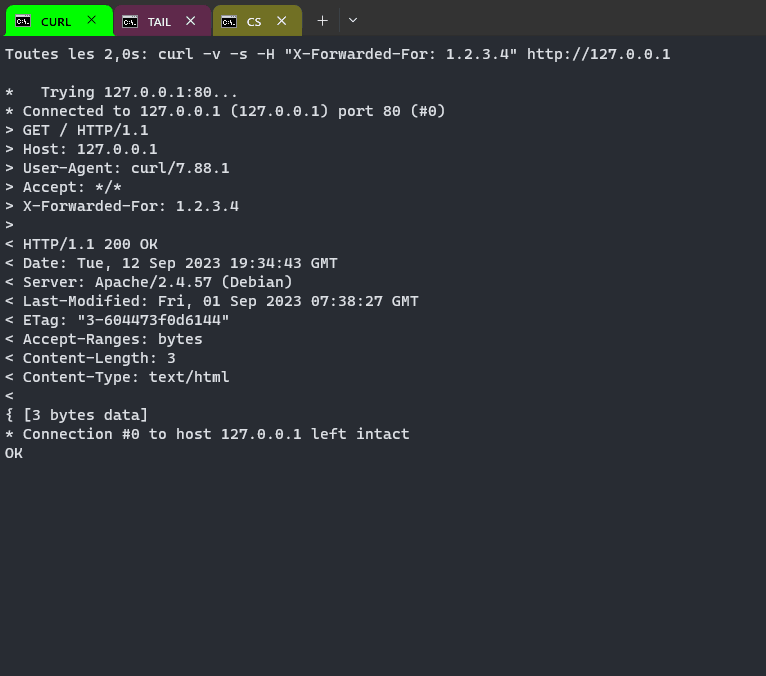 CURL TAIL CS
Toutes les 2,0s: curl -v -s -H "X-Forwarded-For: 1.2.3.4" http://127.0.0.1
*   Trying 127.0.0.1:80...
* Connected to 127.0.0.1 (127.0.0.1) port 80 (#0)
> GET / HTTP/1.1
> Host: 127.0.0.1
> User-Agent: curl/7.88.1
> Accept: */*
> X-Forwarded-For: 1.2.3.4
>
< HTTP/1.1 200 OK
< Date: Tue, 12 Sep 2023 19:34:43 GMT
< Server: Apache/2.4.57 (Debian)
< Last-Modified: Fri, 01 Sep 2023 07:38:27 GMT
< ETag: "3-604473f0d6144"
< Accept-Ranges: bytes
< Content-Length: 3
< Content-Type: text/html
<
{ [3 bytes data]
* Connection #0 to host 127.0.0.1 left intact
OK